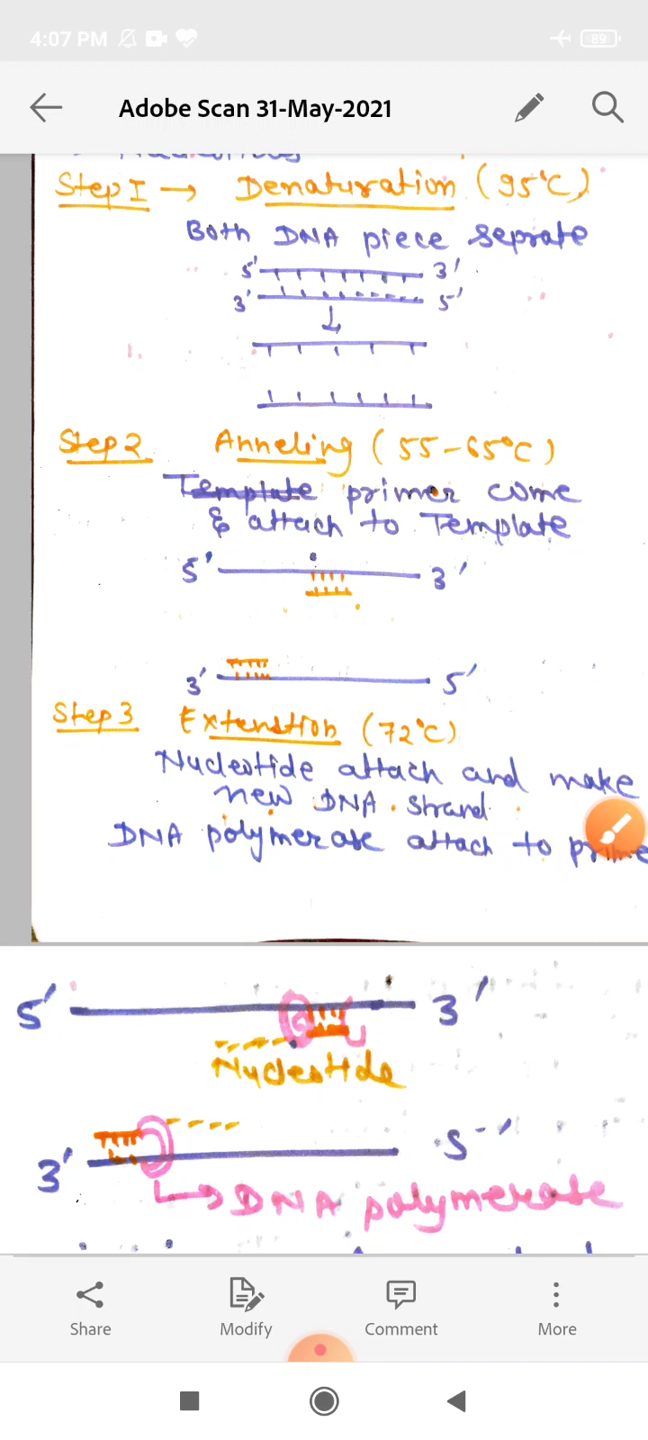 4:07 PM
89
Adobe Scan 31-May-2021
Step I → Denaturation (95°C)
Both DNA piece seprate
5' 3'
3' 5'
Step 2 Anneling (55-65°C)
Template primer come
& attach to Template
5' 3'
3' 5'
Step 3 Extenstion (72°C)
Nucleotide attach and make
new DNA strand
DNA polymerase attach to prime
5' 3'
Nucleotide
3' 5'
DNA polymerase
Share Modify Comment More